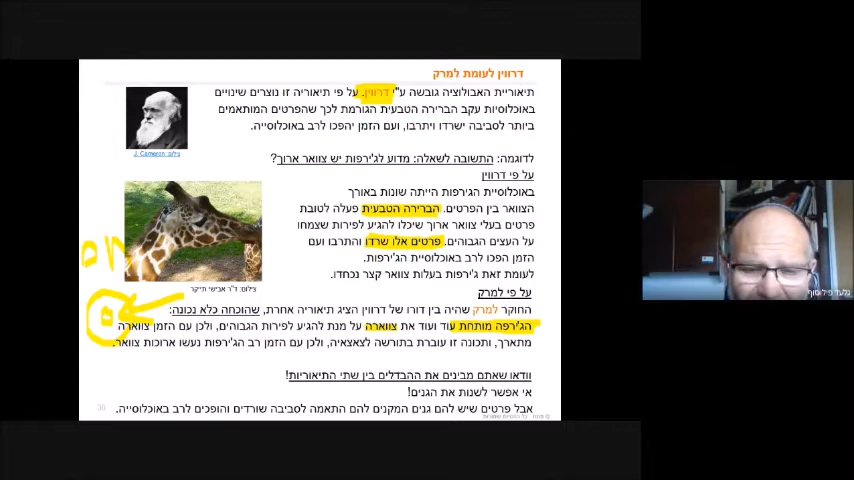 דרווין לעומת למרק
תיאוריית האבולוציה גובשה ע"י דרווין. על פי תיאוריה זו נוצרים שינויים
באוכלוסיות עקב הברירה הטבעית הגורמת לכך שהפרטים המותאמים
ביותר לסביבה ישרדו ויתרבו, ועם הזמן יהפכו לרב באוכלוסייה.
צילום: J. Cameron
לדוגמה: התשובה לשאלה: מדוע לג'ירפות יש צוואר ארוך?
על פי דרווין
באוכלוסיית הג'ירפות הייתה שונות באורך
הצוואר בין הפרטים. הברירה הטבעית פעלה לטובת
פרטים בעלי צוואר ארוך שיכלו להגיע לפירות שצמחו
על העצים הגבוהים. פרטים אלו שרדו והתרבו ועם
הזמן הפכו לרב באוכלוסיית הג'ירפות.
לעומת זאת ג'ירפות בעלות צוואר קצר נכחדו.
צילום: ד"ר אבישי תייקר
על פי למרק
החוקר למרק שהיה בין דורו של דרווין הציג תיאוריה אחרת, שהוכחה כלא נכונה:
הג'ירפה מותחת עוד ועוד את צווארה על מנת להגיע לפירות הגבוהים, ולכן עם הזמן צווארה
מתארך, ותכונה זו עוברת בתורשה לצאצאיה, ולכן עם הזמן רב הג'ירפות נעשו ארוכות צוואר.
וודאו שאתם מבינים את ההבדלים בין שתי התיאוריות!
אי אפשר לשנות את הגנים!
אבל פרטים שיש להם גנים המקנים להם התאמה לסביבה שורדים והופכים לרב באוכלוסייה.
30
גלעד פילוסוף